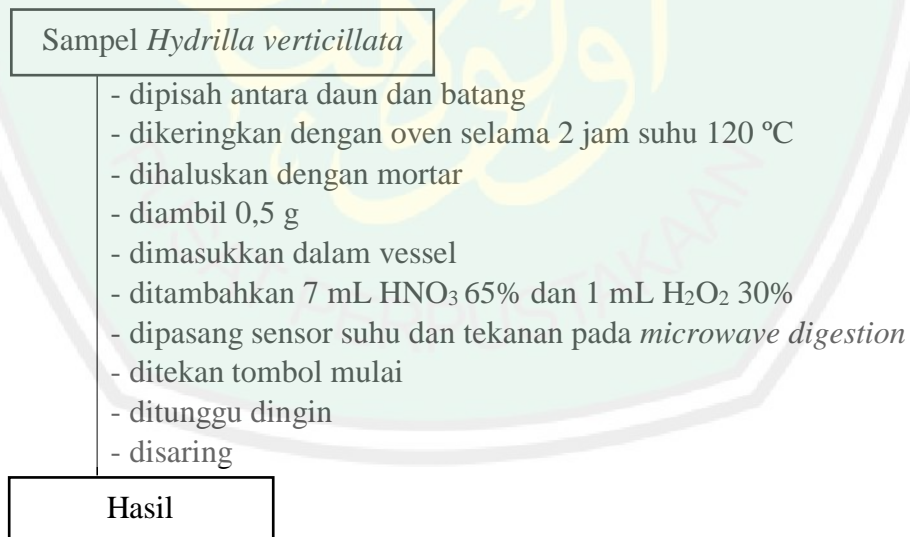 Sampel Hydrilla verticillata
- dipisah antara daun dan batang
- dikeringkan dengan oven selama 2 jam suhu 120 ºC
- dihaluskan dengan mortar
- diambil 0,5 g
- dimasukkan dalam vessel
- ditambahkan 7 mL HNO₃ 65% dan 1 mL H₂O₂ 30%
- dipasang sensor suhu dan tekanan pada microwave digestion
- ditekan tombol mulai
- ditunggu dingin
- disaring
Hasil
PUSAT PERPUSTAKAAN